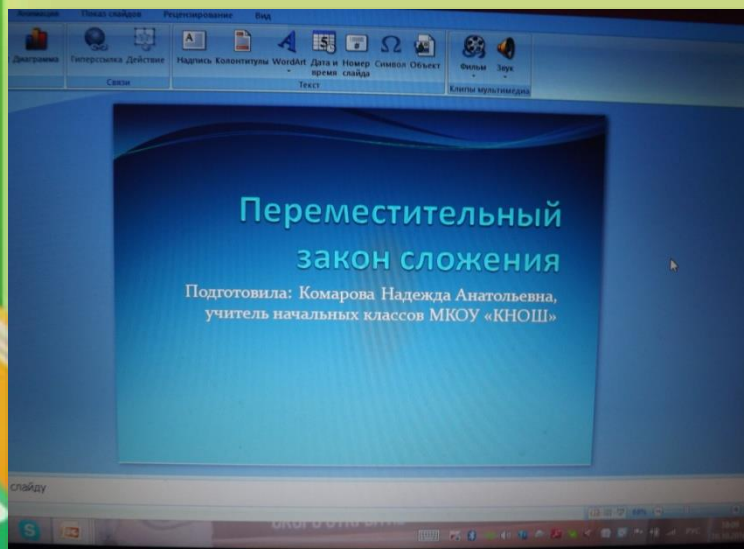 Анимация Показ слайдов Рецензирование Вид
Диаграмма Гиперссылка Действие Надпись Колонтитулы WordArt Дата и время Номер слайда Символ Объект Фильм Звук
Связи Текст Клипы мультимедиа
Переместительный
закон сложения
Подготовила: Комарова Надежда Анатольевна,
учитель начальных классов МКОУ «КНОШ»
слайду
РУС